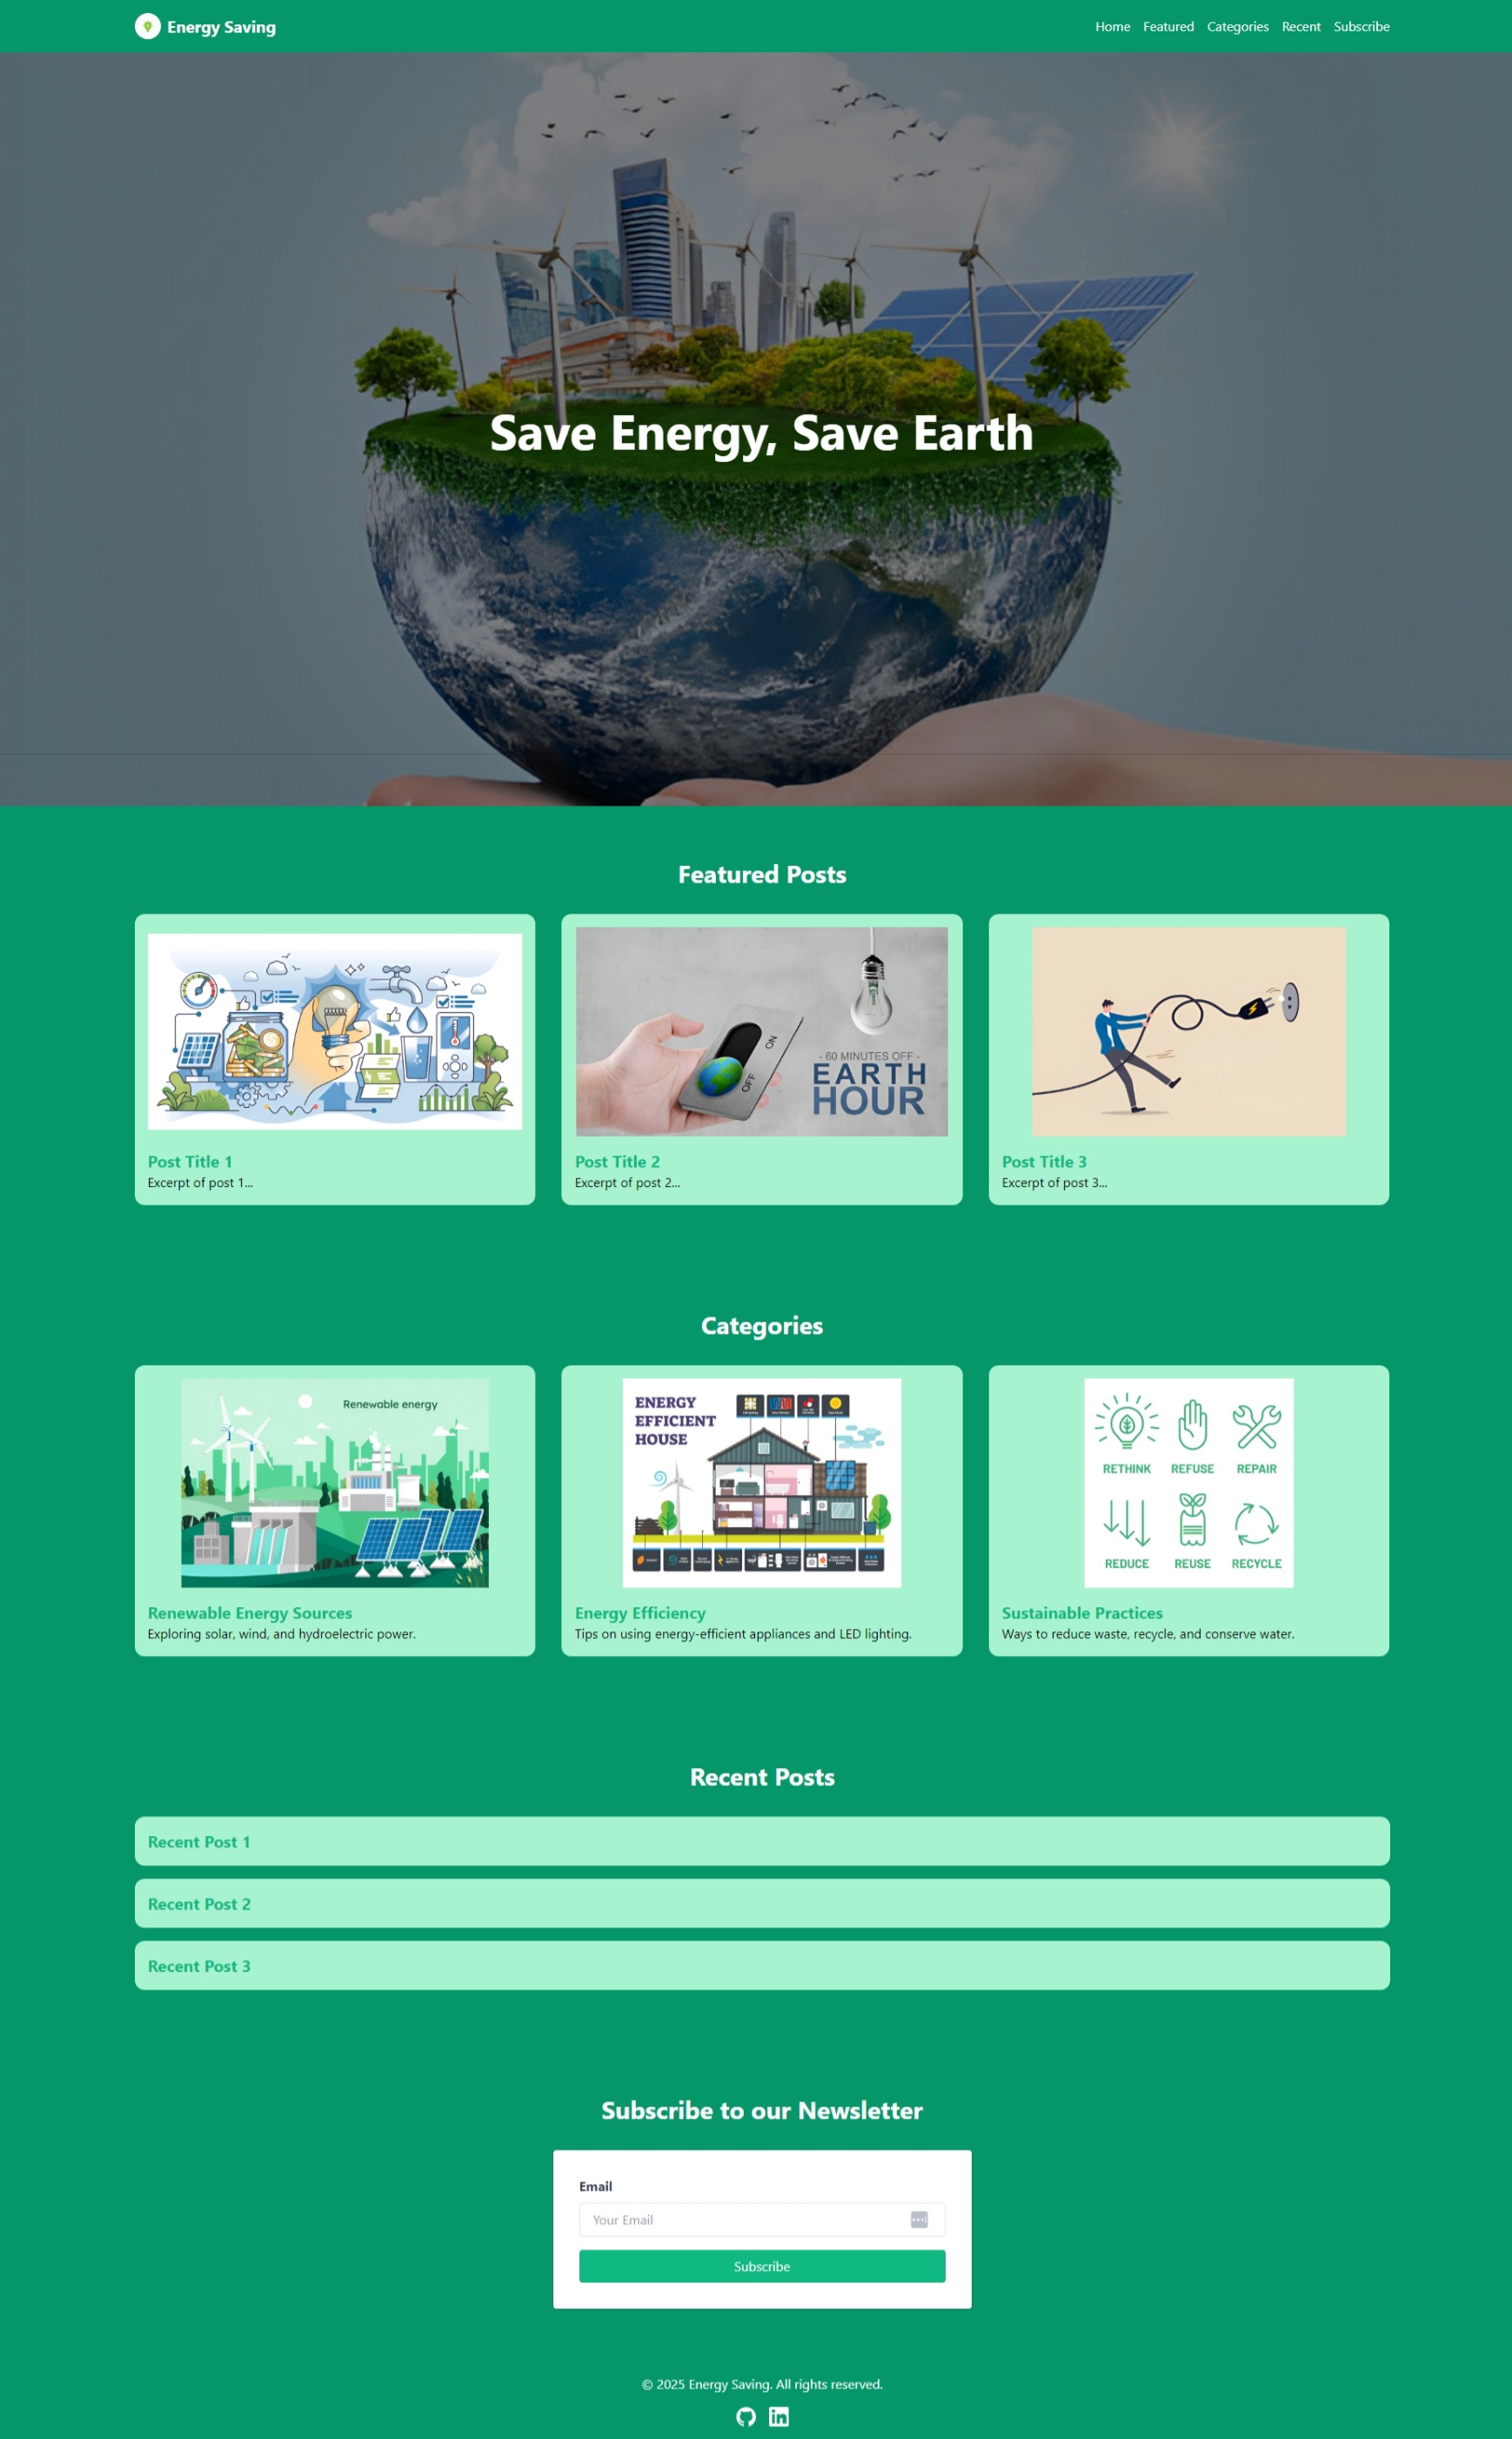 Energy Saving
Home Featured Categories Recent Subscribe
Save Energy, Save Earth
Featured Posts
ON
OFF
- 60 MINUTES OFF -
EARTH
HOUR
Post Title 1
Excerpt of post 1...
Post Title 2
Excerpt of post 2...
Post Title 3
Excerpt of post 3...
Categories
Renewable energy
ENERGY
EFFICIENT
HOUSE
RETHINK REFUSE REPAIR
REDUCE REUSE RECYCLE
Renewable Energy Sources
Exploring solar, wind, and hydroelectric power.
Energy Efficiency
Tips on using energy-efficient appliances and LED lighting.
Sustainable Practices
Ways to reduce waste, recycle, and conserve water.
Recent Posts
Recent Post 1
Recent Post 2
Recent Post 3
Subscribe to our Newsletter
Email
Your Email
Subscribe
© 2025 Energy Saving. All rights reserved.